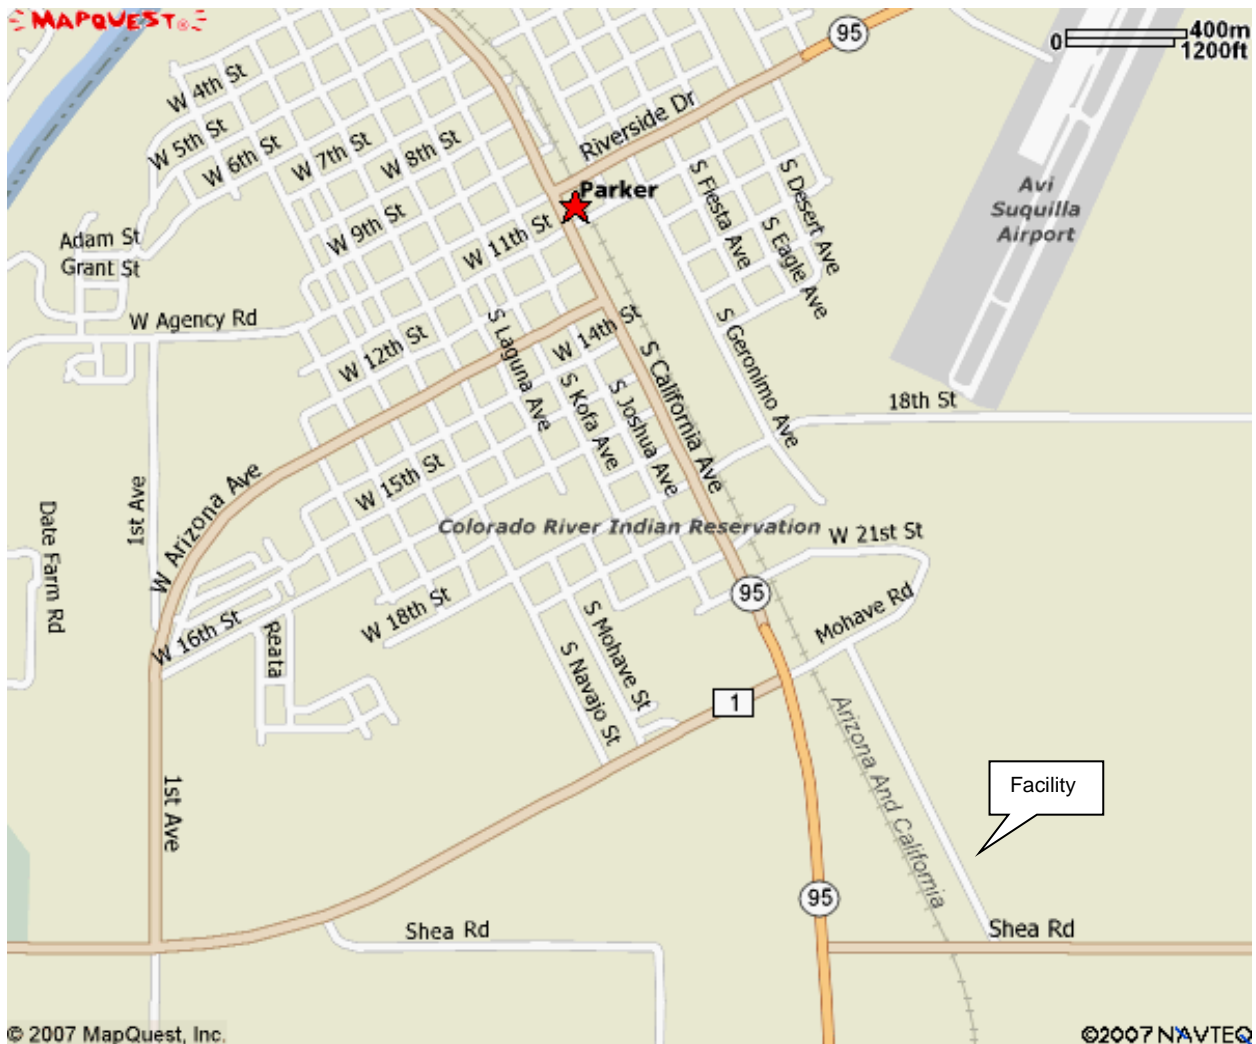 MAPQUEST®
95
0
400m
1200ft
W 4th St
W 5th St
W 6th St
W 7th St
W 8th St
Riverside Dr
Parker
S Fiesta Ave
S Desert Ave
S Eagle Ave
Avi
Suquilla
Airport
Adam St
Grant St
W 9th St
W 11th St
W Agency Rd
W 12th St
S Laguna Ave
W 14th St
S Kofa Ave
S Joshua Ave
S California Ave
S Geronimo Ave
18th St
W 15th St
W Arizona Ave
1st Ave
Date Farm Rd
Colorado River Indian Reservation
W 21st St
95
Mohave Rd
W 16th St
Reata
W 18th St
S Mohave St
S Navajo St
1
Arizona And California
Facility
1st Ave
95
Shea Rd
Shea Rd
© 2007 MapQuest, Inc.
©2007 NAVTEQ